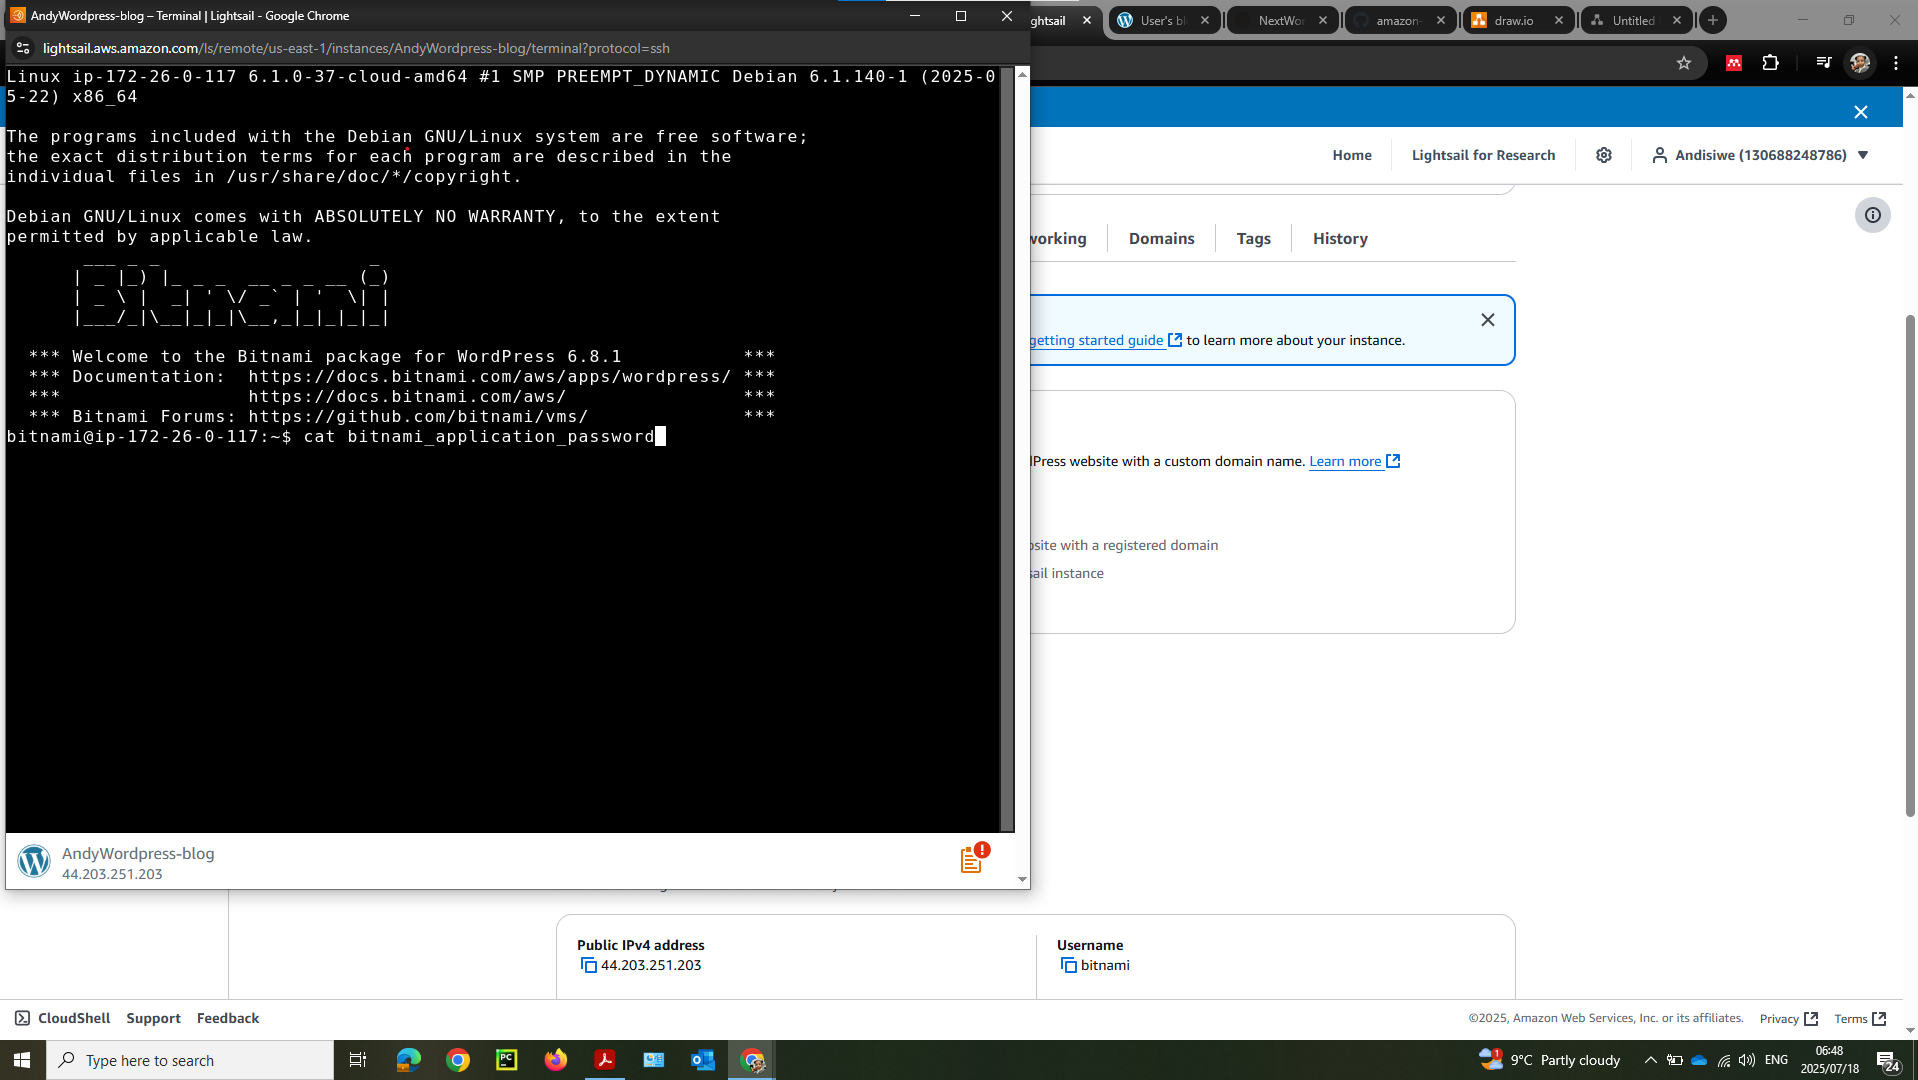 AndyWordpress-blog – Terminal | Lightsail - Google Chrome
lightsail.aws.amazon.com/ls/remote/us-east-1/instances/AndyWordpress-blog/terminal?protocol=ssh
Linux ip-172-26-0-117 6.1.0-37-cloud-amd64 #1 SMP PREEMPT_DYNAMIC Debian 6.1.140-1 (2025-0
5-22) x86_64
The programs included with the Debian GNU/Linux system are free software;
the exact distribution terms for each program are described in the
individual files in /usr/share/doc/*/copyright.
Debian GNU/Linux comes with ABSOLUTELY NO WARRANTY, to the extent
permitted by applicable law.
Bitnami
*** Welcome to the Bitnami package for WordPress 6.8.1 ***
*** Documentation: https://docs.bitnami.com/aws/apps/wordpress/ ***
*** https://docs.bitnami.com/aws/ ***
*** Bitnami Forums: https://github.com/bitnami/vms/ ***
bitnami@ip-172-26-0-117:~$ cat bitnami_application_password
AndyWordpress-blog
44.203.251.203
ghtsail
User's b
NextWor
amazon-
draw.io
Untitled
Home
Lightsail for Research
Andisiwe (130688248786)
working
Domains
Tags
History
getting started guide to learn more about your instance.
dPress website with a custom domain name. Learn more
bsite with a registered domain
sail instance
Public IPv4 address
44.203.251.203
Username
bitnami
CloudShell
Support
Feedback
©2025, Amazon Web Services, Inc. or its affiliates.
Privacy
Terms
Type here to search
PC
1
9°C Partly cloudy
ENG
06:48
2025/07/18
24